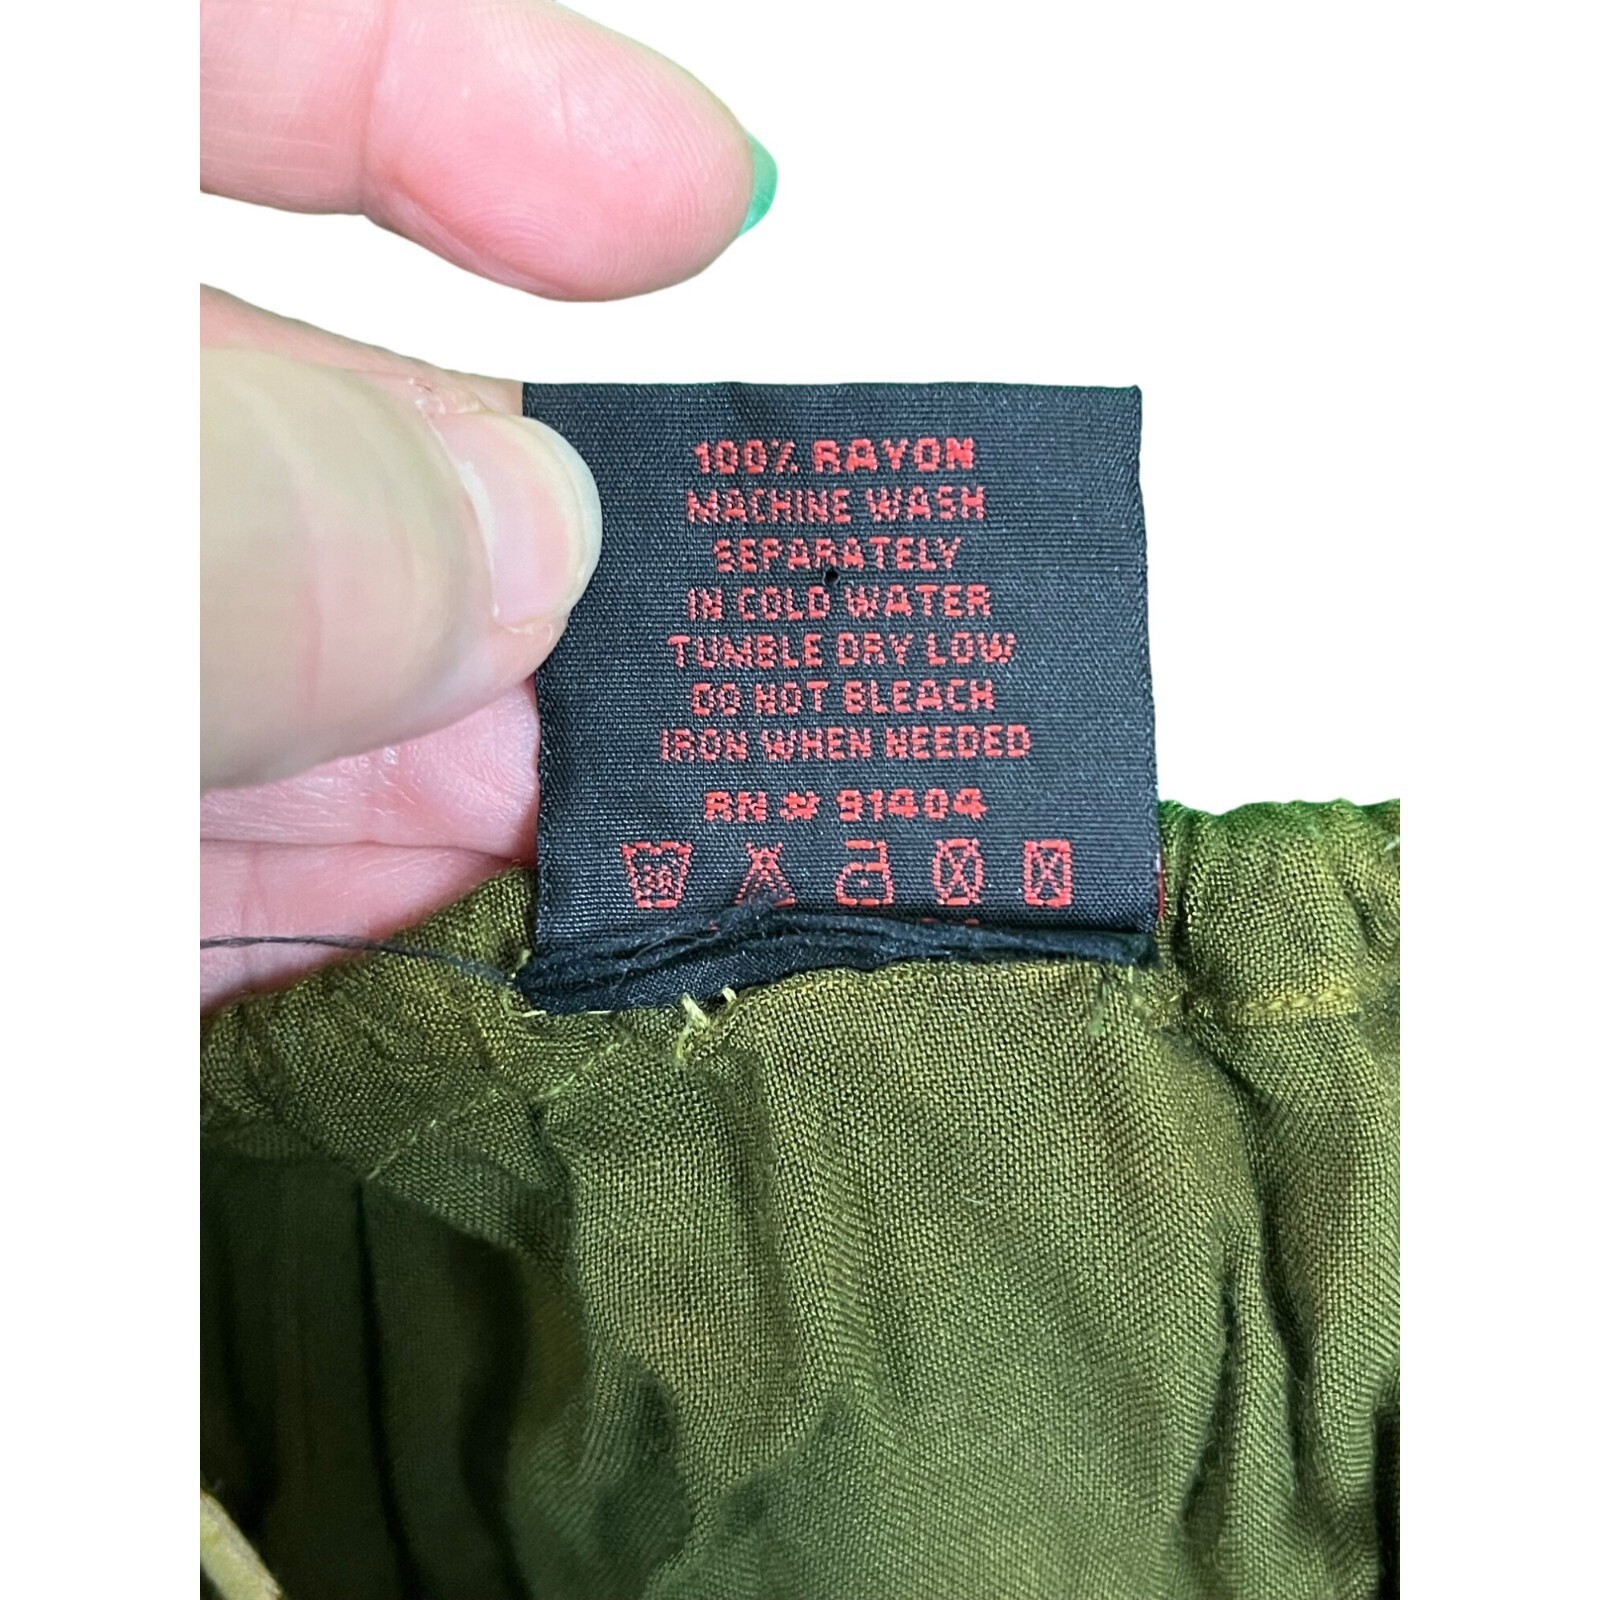 100% RAYON
MACHINE WASH
SEPARATELY
IN COLD WATER
TUMBLE DRY LOW
DO NOT BLEACH
IRON WHEN NEEDED
RN # 91404